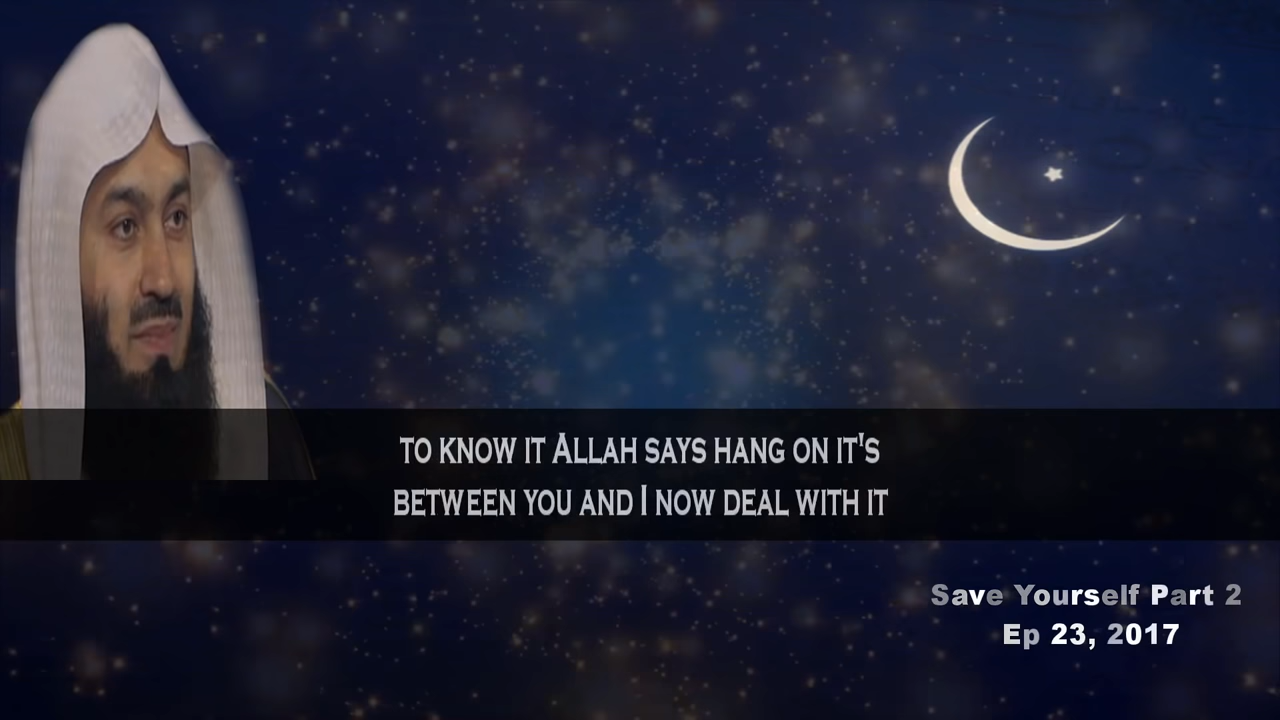 to know it Allah says hang on it's
between you and I now deal with it
Save Yourself Part 2
Ep 23, 2017